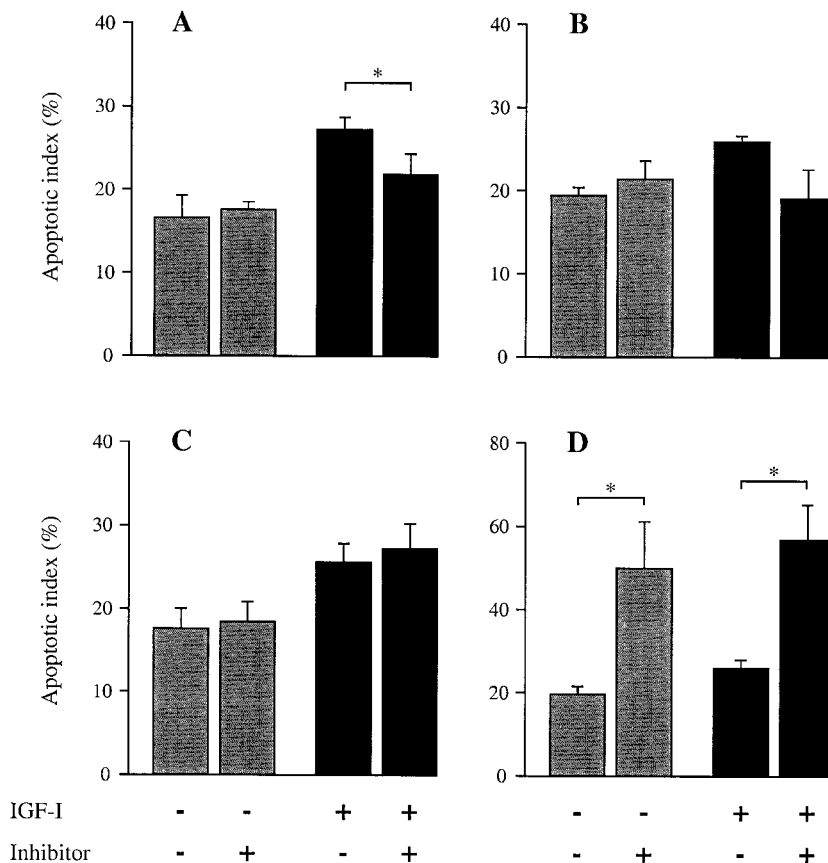 A
B
40
30
20
10
0
Apoptotic index (%)
*
40
30
20
10
0
C
D
40
30
20
10
0
Apoptotic index (%)
80
60
40
20
0
*
*
IGF-I - - + + - - + +
Inhibitor - + - + - + - +